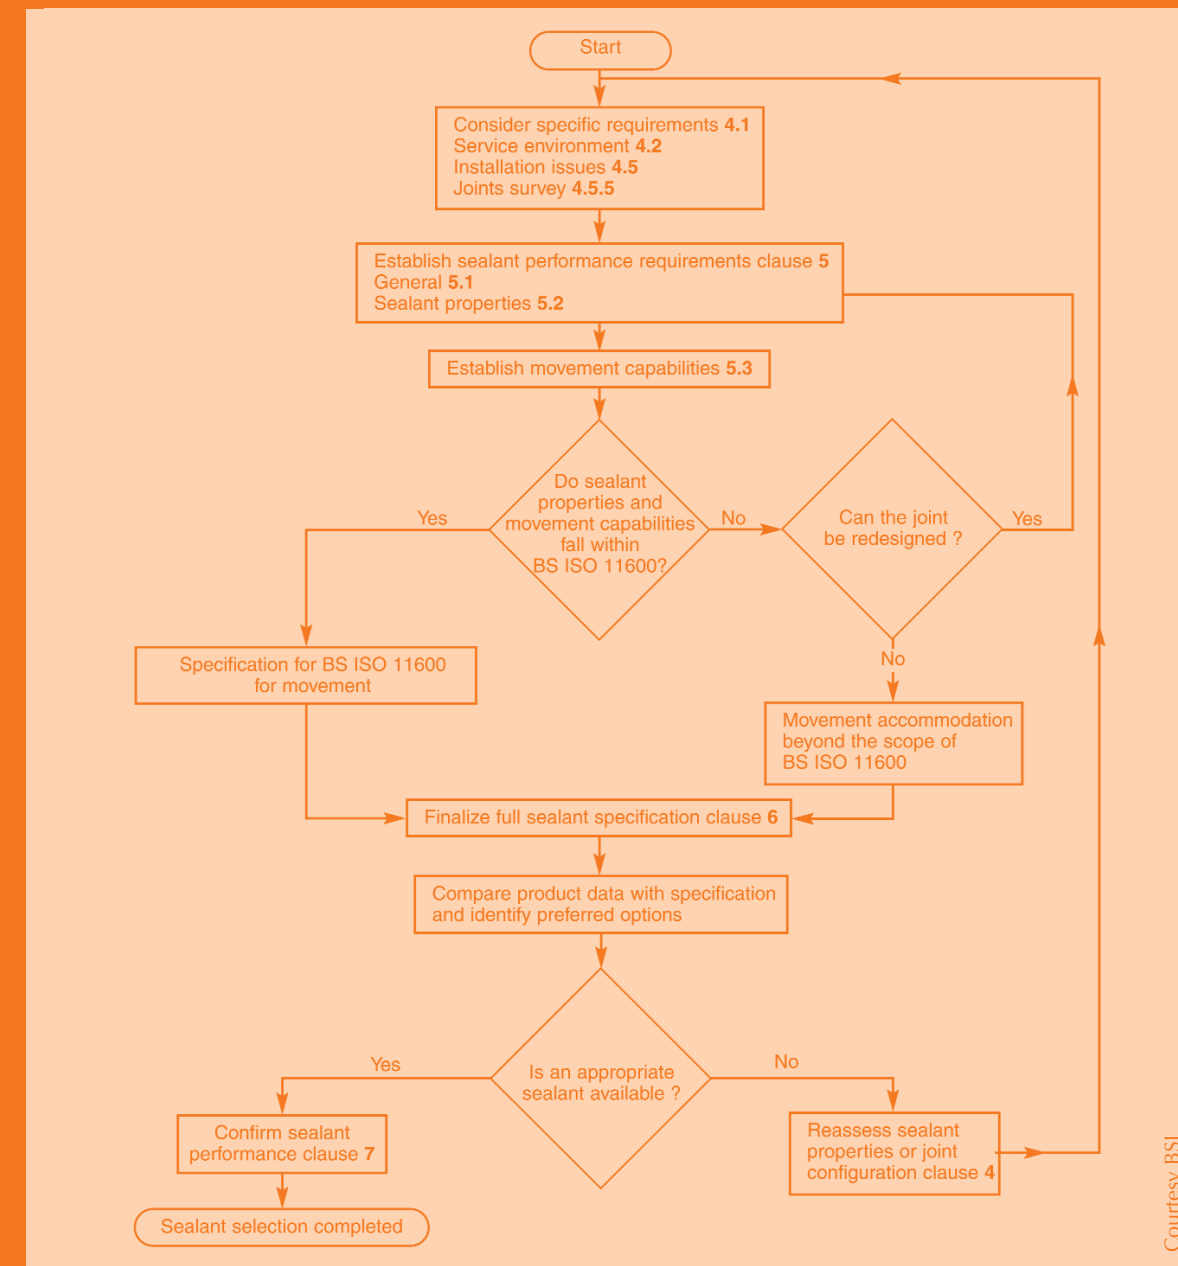 Start
Consider specific requirements 4.1
Service environment 4.2
Installation issues 4.5
Joints survey 4.5.5
Establish sealant performance requirements clause 5
General 5.1
Sealant properties 5.2
Establish movement capabilities 5.3
Do sealant
properties and
movement capabilities
fall within
BS ISO 11600?
Yes
No
Can the joint
be redesigned ?
Yes
No
Specification for BS ISO 11600
for movement
Movement accommodation
beyond the scope of
BS ISO 11600
Finalize full sealant specification clause 6
Compare product data with specification
and identify preferred options
Is an appropriate
sealant available ?
Yes
No
Confirm sealant
performance clause 7
Reassess sealant
properties or joint
configuration clause 4
Sealant selection completed
Courtesy BSI